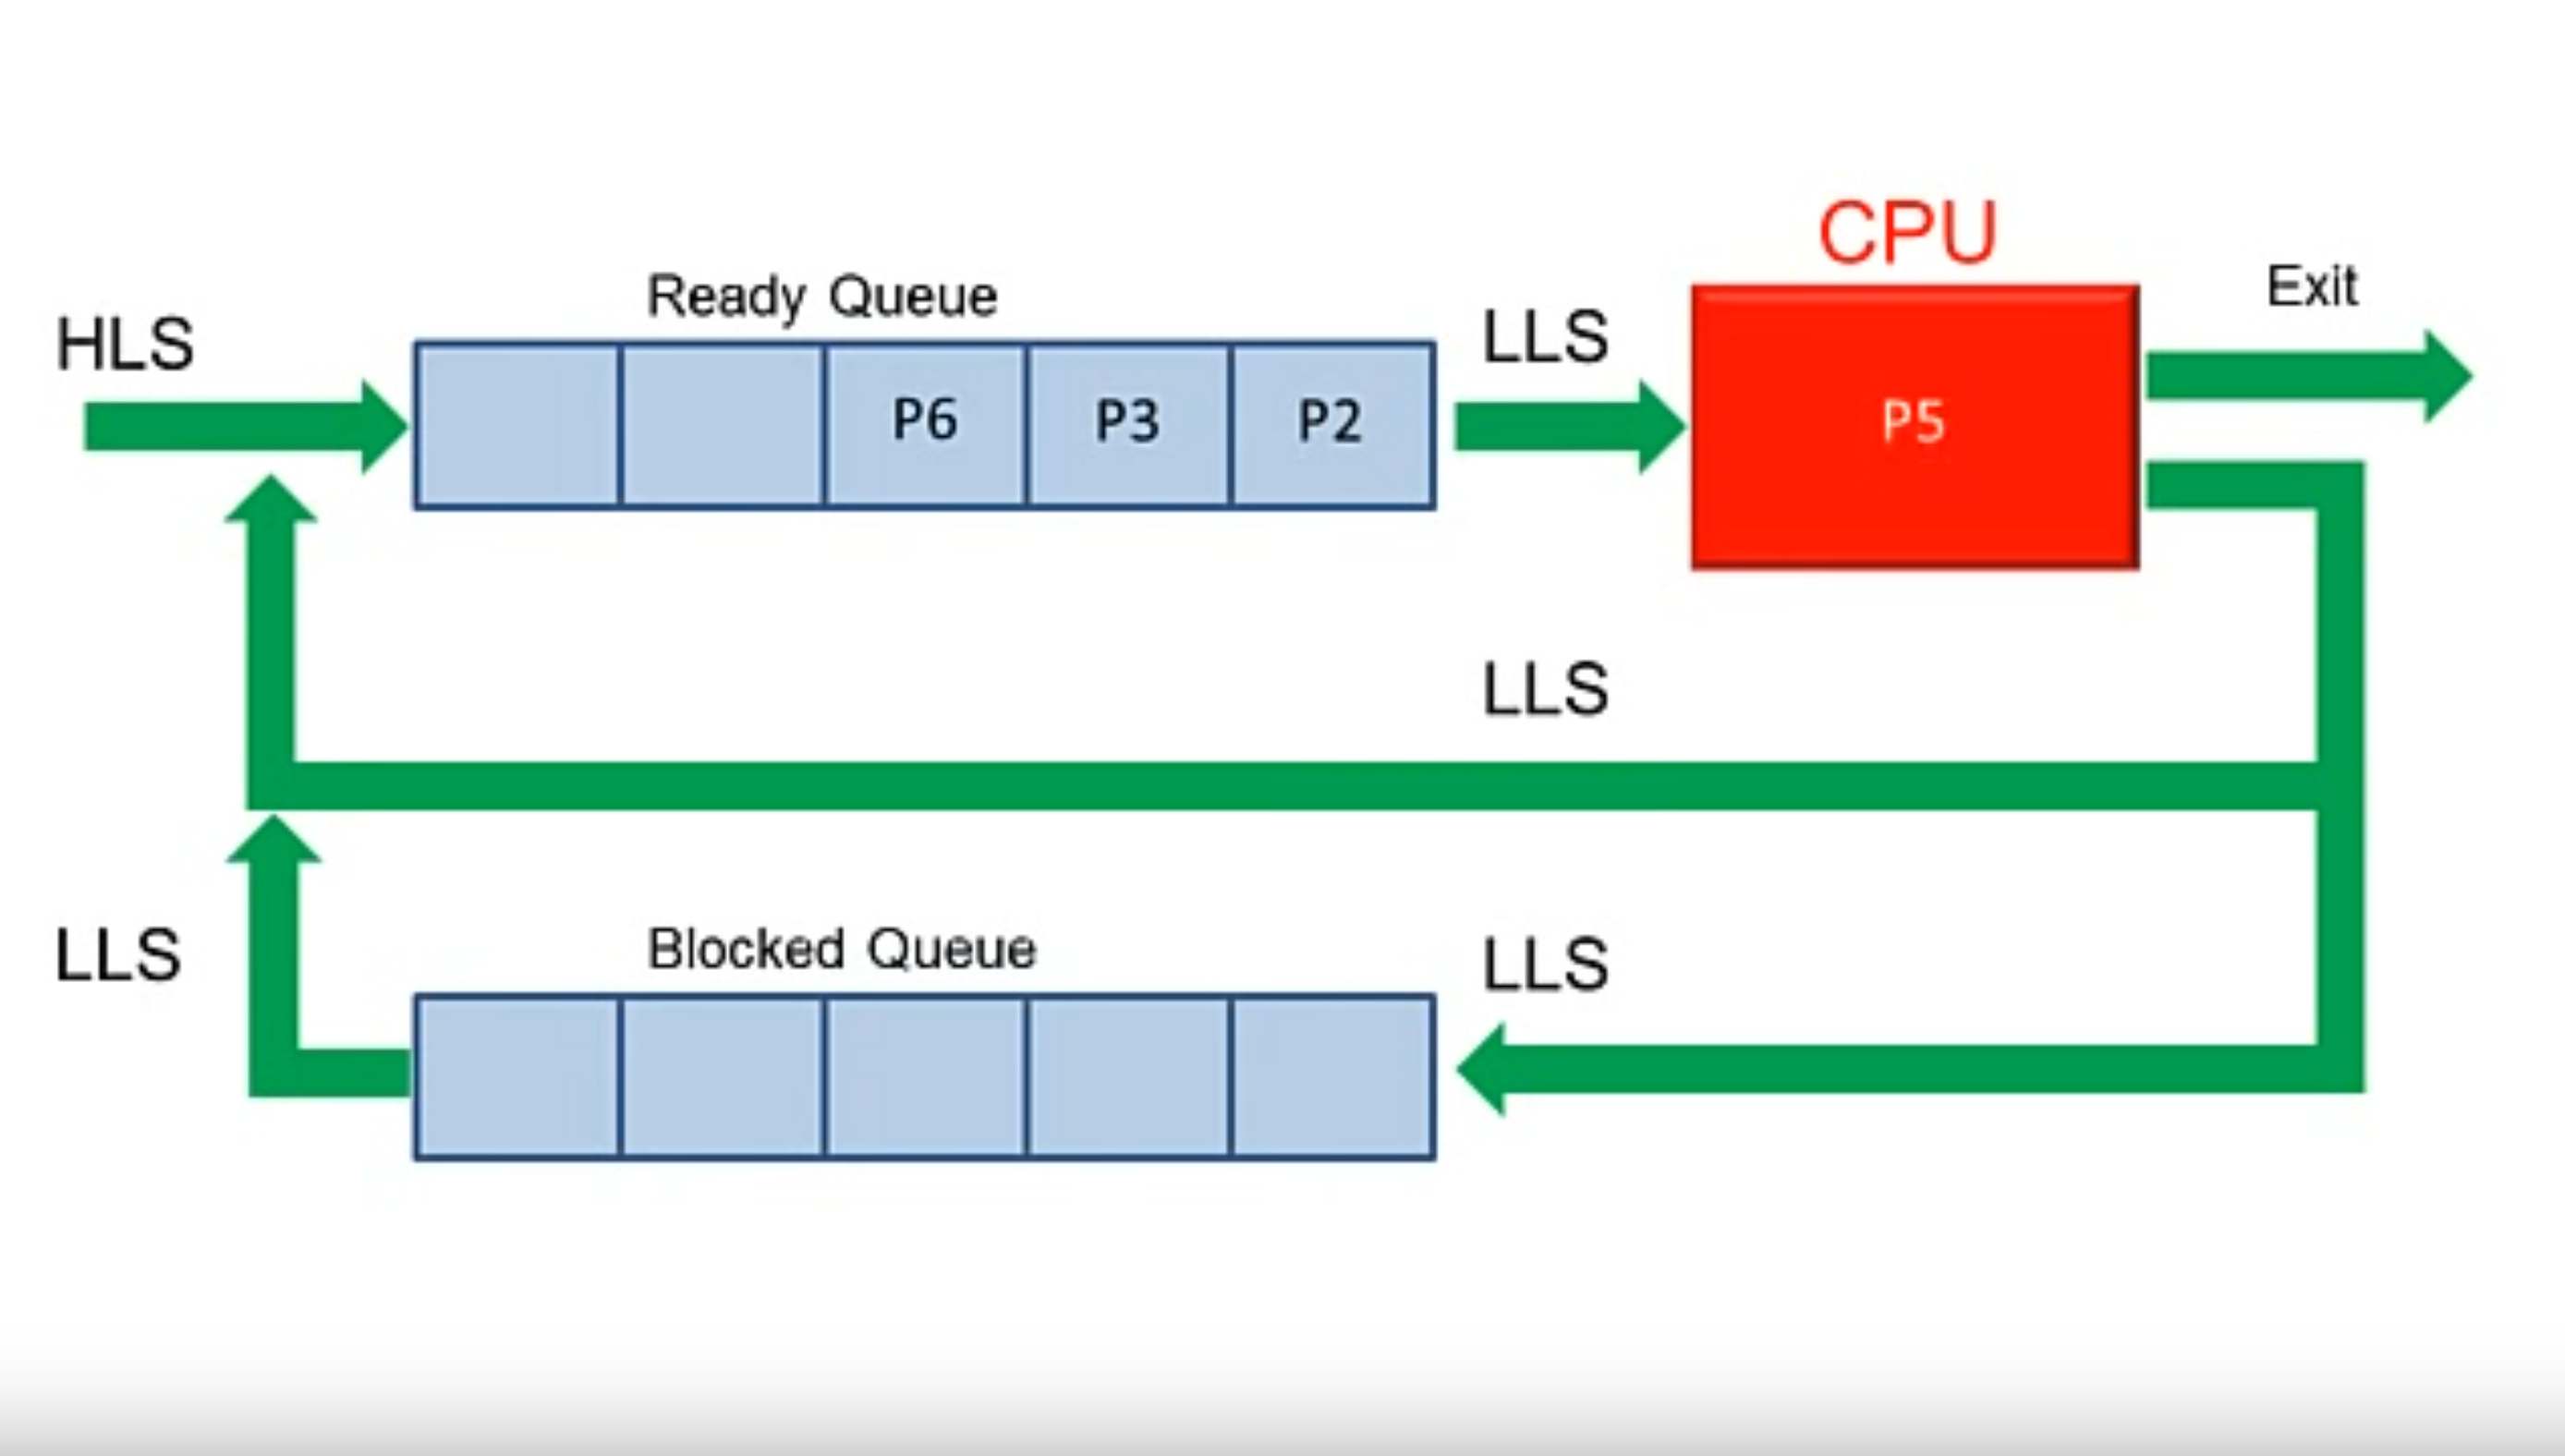 CPU
Exit
Ready Queue
HLS
LLS
P6
P3
P2
P5
LLS
Blocked Queue
LLS
LLS